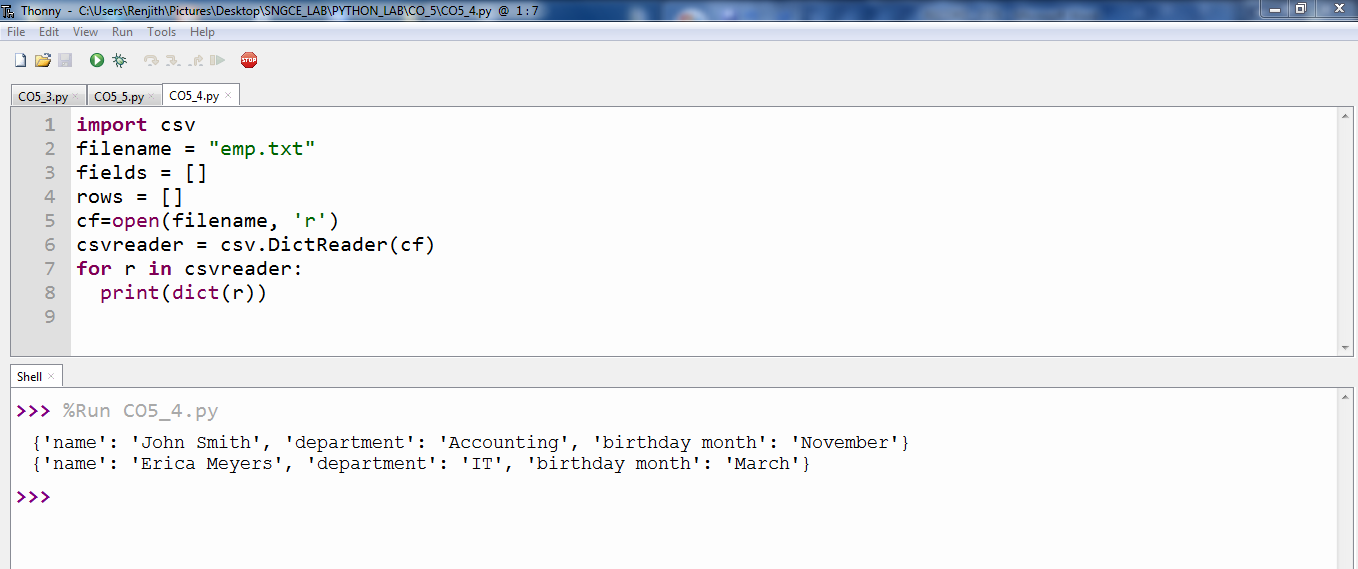 Thonny - C:\Users\Renjith\Pictures\Desktop\SNGCE_LAB\PYTHON_LAB\CO_5\CO5_4.py @ 1 : 7
File Edit View Run Tools Help
STOP
CO5_3.py CO5_5.py CO5_4.py
1 import csv
2 filename = "emp.txt"
3 fields = []
4 rows = []
5 cf=open(filename, 'r')
6 csvreader = csv.DictReader(cf)
7 for r in csvreader:
8   print(dict(r))
9
Shell
>>> %Run CO5_4.py
{'name': 'John Smith', 'department': 'Accounting', 'birthday month': 'November'}
{'name': 'Erica Meyers', 'department': 'IT', 'birthday month': 'March'}
>>>